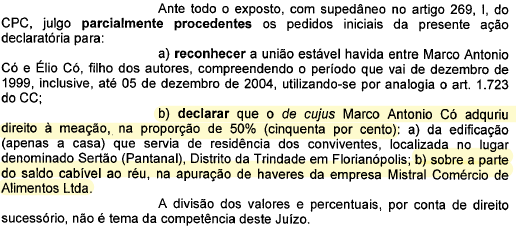 Ante todo o exposto, com supedâneo no artigo 269, I, do
CPC, julgo parcialmente procedentes os pedidos iniciais da presente ação
declaratória para:
a) reconhecer a união estável havida entre Marco Antonio
Có e Élio Có, filho dos autores, compreendendo o período que vai de dezembro de
1999, inclusive, até 05 de dezembro de 2004, utilizando-se por analogia o art. 1.723
do CC;
b) declarar que o de cujus Marco Antonio Có adquriu
direito à meação, na proporção de 50% (cinquenta por cento): a) da edificação
(apenas a casa) que servia de residência dos conviventes, localizada no lugar
denominado Sertão (Pantanal), Distrito da Trindade em Florianópolis; b) sobre a parte
do saldo cabível ao réu, na apuração de haveres da empresa Mistral Comércio de
Alimentos Ltda.
A divisão dos valores e percentuais, por conta de direito
sucessório, não é tema da competência deste Juízo.